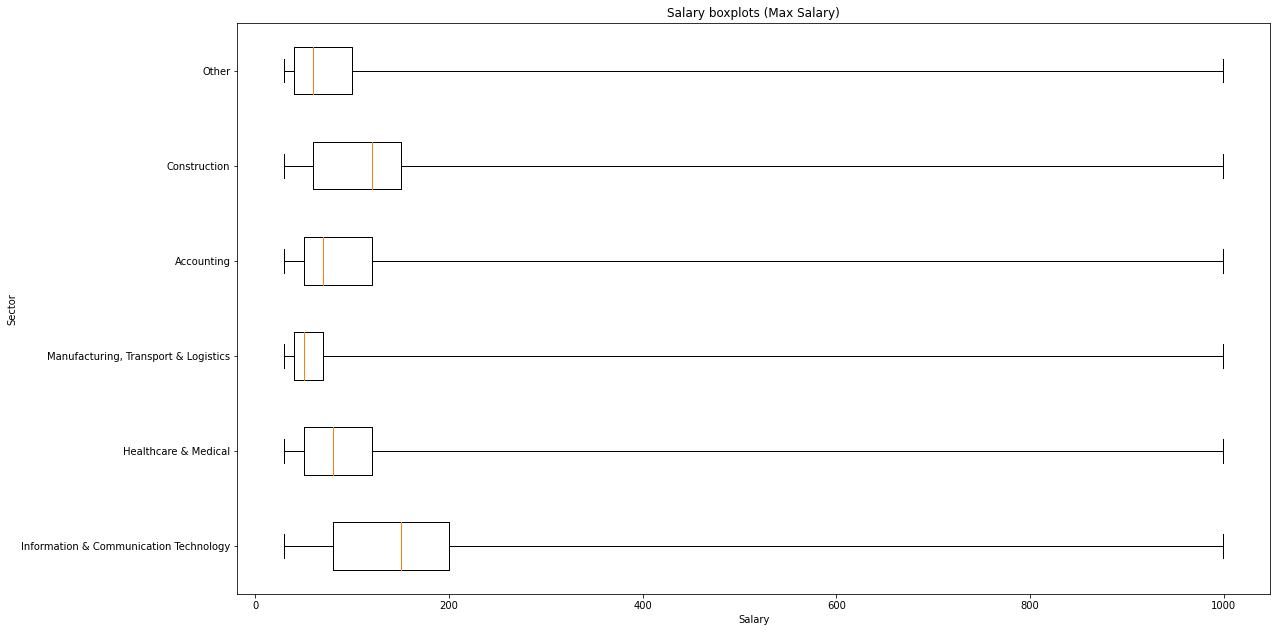 Salary boxplots (Max Salary)
Other
Construction
Accounting
Manufacturing, Transport & Logistics
Healthcare & Medical
Information & Communication Technology
Sector
0 200 400 600 800 1000
Salary